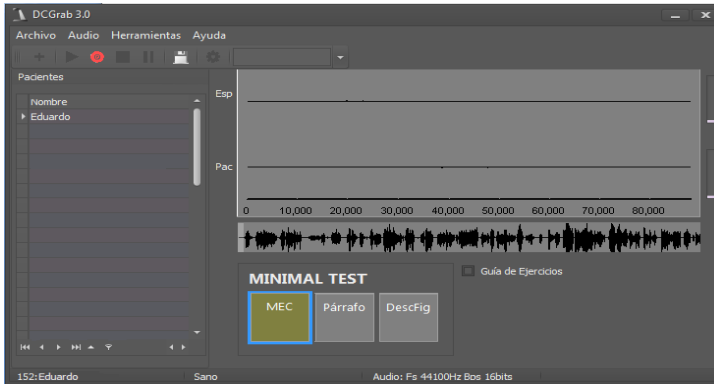 DCGrab 3.0
Archivo Audio Herramientas Ayuda
Pacientes
Nombre
Eduardo
Esp
Pac
0 10,000 20,000 30,000 40,000 50,000 60,000 70,000 80,000
MINIMAL TEST
Guía de Ejercicios
MEC Párrafo DescFig
152:Eduardo Sano Audio: Fs 44100Hz Bps 16bits